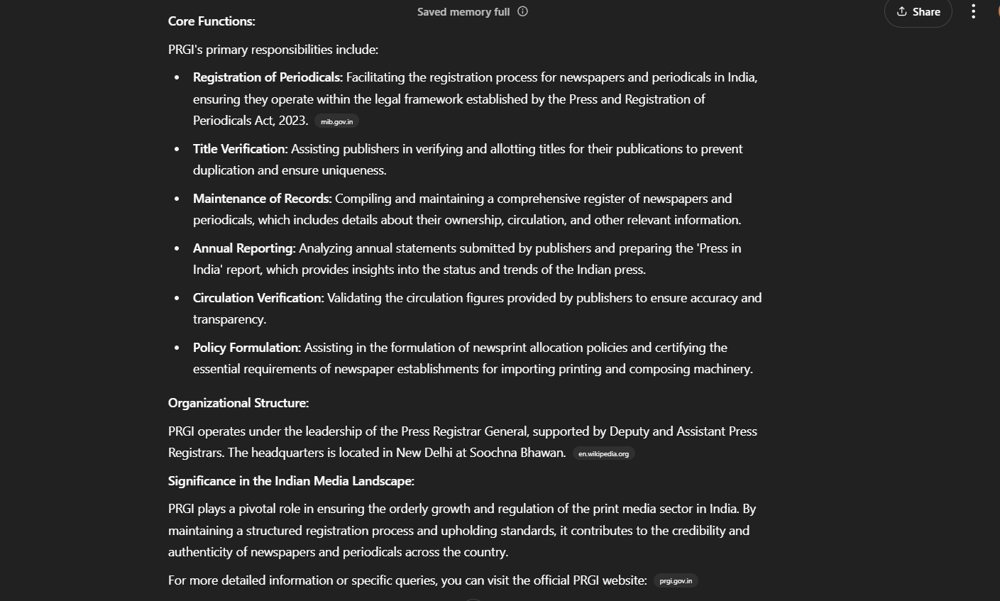 Saved memory full
Share
Core Functions:
PRGI's primary responsibilities include:
Registration of Periodicals: Facilitating the registration process for newspapers and periodicals in India,
ensuring they operate within the legal framework established by the Press and Registration of
Periodicals Act, 2023. mib.gov.in
Title Verification: Assisting publishers in verifying and allotting titles for their publications to prevent
duplication and ensure uniqueness.
Maintenance of Records: Compiling and maintaining a comprehensive register of newspapers and
periodicals, which includes details about their ownership, circulation, and other relevant information.
Annual Reporting: Analyzing annual statements submitted by publishers and preparing the 'Press in
India' report, which provides insights into the status and trends of the Indian press.
Circulation Verification: Validating the circulation figures provided by publishers to ensure accuracy and
transparency.
Policy Formulation: Assisting in the formulation of newsprint allocation policies and certifying the
essential requirements of newspaper establishments for importing printing and composing machinery.
Organizational Structure:
PRGI operates under the leadership of the Press Registrar General, supported by Deputy and Assistant Press
Registrars. The headquarters is located in New Delhi at Soochna Bhawan. en.wikipedia.org
Significance in the Indian Media Landscape:
PRGI plays a pivotal role in ensuring the orderly growth and regulation of the print media sector in India. By
maintaining a structured registration process and upholding standards, it contributes to the credibility and
authenticity of newspapers and periodicals across the country.
For more detailed information or specific queries, you can visit the official PRGI website: prgi.gov.in